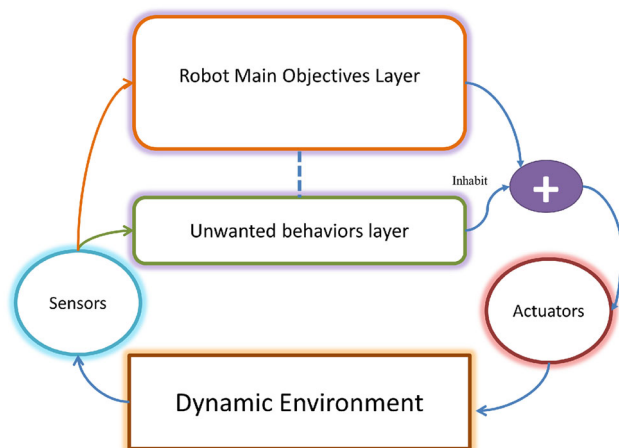 Robot Main Objectives Layer
Inhabit
+
Unwanted behaviors layer
Sensors
Actuators
Dynamic Environment